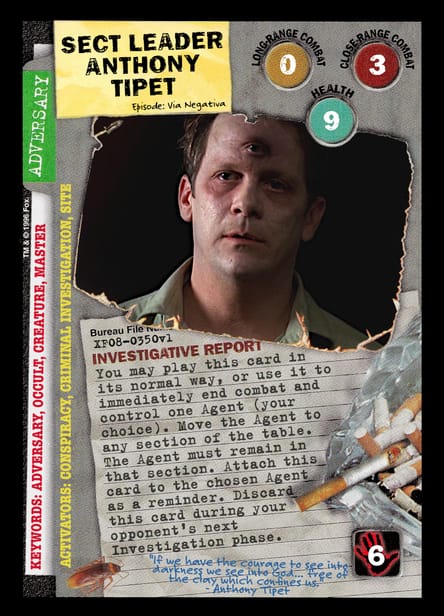 SECT LEADER
ANTHONY
TIPET
Episode: Via Negativa
LONG-RANGE COMBAT
0
CLOSE-RANGE COMBAT
3
HEALTH
9
ADVERSARY
TM & © 1996 Fox.
KEYWORDS: ADVERSARY, OCCULT, CREATURE, MASTER
ACTIVATORS: CONSPIRACY, CRIMINAL INVESTIGATION, SITE
Bureau File
XF08-0350v1
INVESTIGATIVE REPORT
You may play this card in
its normal way, or use it to
immediately end combat and
control one Agent (your
choice). Move the Agent to
any section of the table.
The Agent must remain in
that section. Attach this
card to the chosen Agent
as a reminder. Discard
this card during your
opponent's next
Investigation phase.
"If we have the courage to see into
darkness we see into God... free of
the clay which contines us."
- Anthony Tipet
6